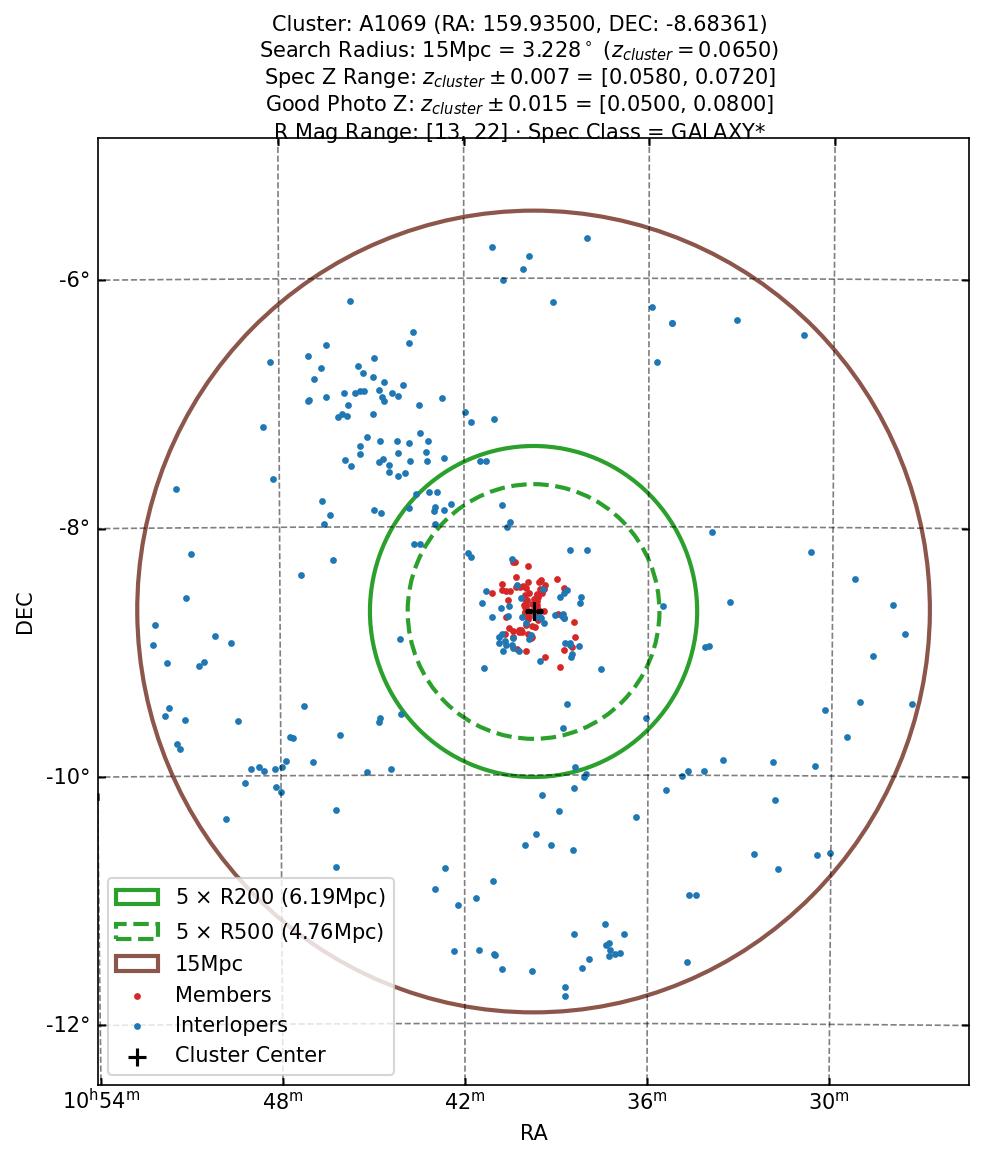 Cluster: A1069 (RA: 159.93500, DEC: -8.68361)
Search Radius: 15Mpc = 3.228° (z_cluster = 0.0650)
Spec Z Range: z_cluster ± 0.007 = [0.0580, 0.0720]
Good Photo Z: z_cluster ± 0.015 = [0.0500, 0.0800]
R Mag Range: [13, 22] · Spec Class = GALAXY*
-6°
-8°
DEC
-10°
-12°
5 × R200 (6.19Mpc)
5 × R500 (4.76Mpc)
15Mpc
Members
Interlopers
Cluster Center
10h54m 48m 42m 36m 30m
RA